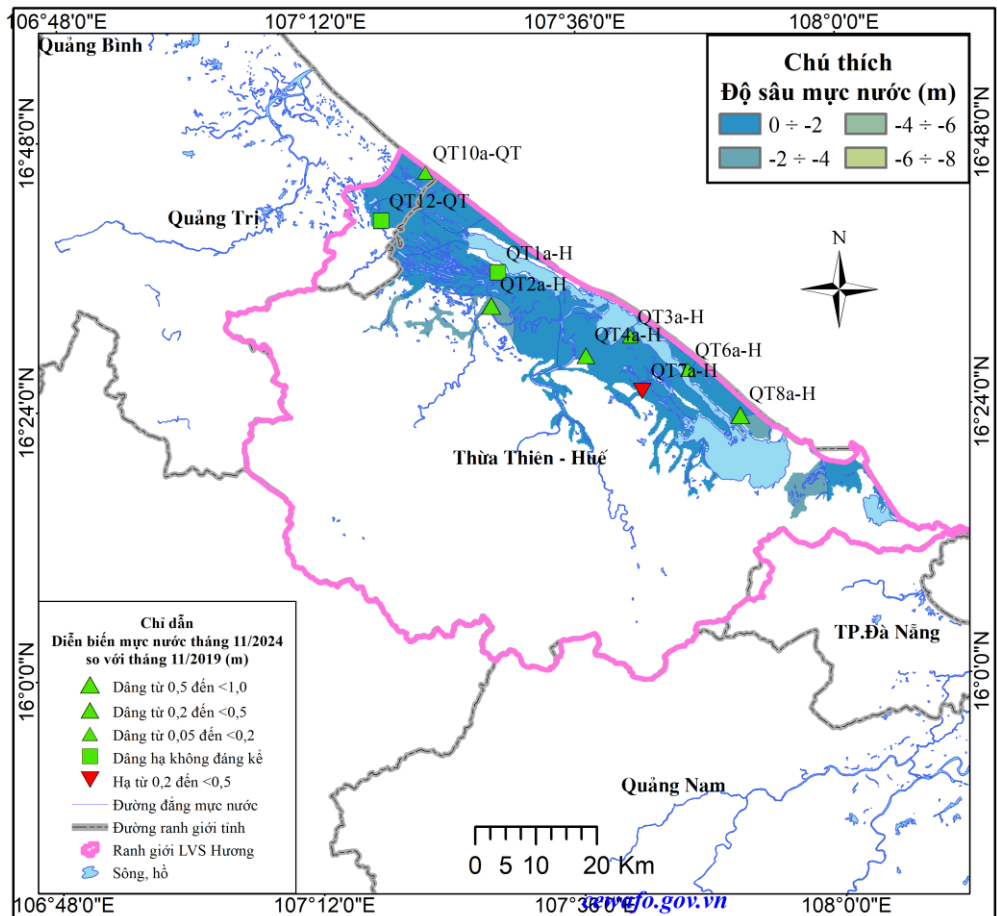 106°48'0"E 107°12'0"E 107°36'0"E 108°0'0"E
Quảng Bình
Chú thích
Độ sâu mực nước (m)
0 ÷ -2
-4 ÷ -6
-2 ÷ -4
-6 ÷ -8
16°48'0"N
16°48'0"N
QT10a-QT
QT12-QT
Quảng Trị
QT1a-H
QT2a-H
N
QT3a-H
QT4a-H
QT6a-H
QT7a-H
QT8a-H
16°24'0"N
16°24'0"N
Thừa Thiên - Huế
Chỉ dẫn
Diễn biến mực nước tháng 11/2024
so với tháng 11/2019 (m)
Dâng từ 0,5 đến <1,0
Dâng từ 0,2 đến <0,5
Dâng từ 0,05 đến <0,2
Dâng hạ không đáng kể
Hạ từ 0,2 đến <0,5
Đường đẳng mực nước
Đường ranh giới tỉnh
Ranh giới LVS Hương
Sông, hồ
TP.Đà Nẵng
16°0'0"N
16°0'0"N
Quảng Nam
0 5 10 20 Km
cewafo.gov.vn
106°48'0"E 107°12'0"E 107°36'0"E 108°0'0"E